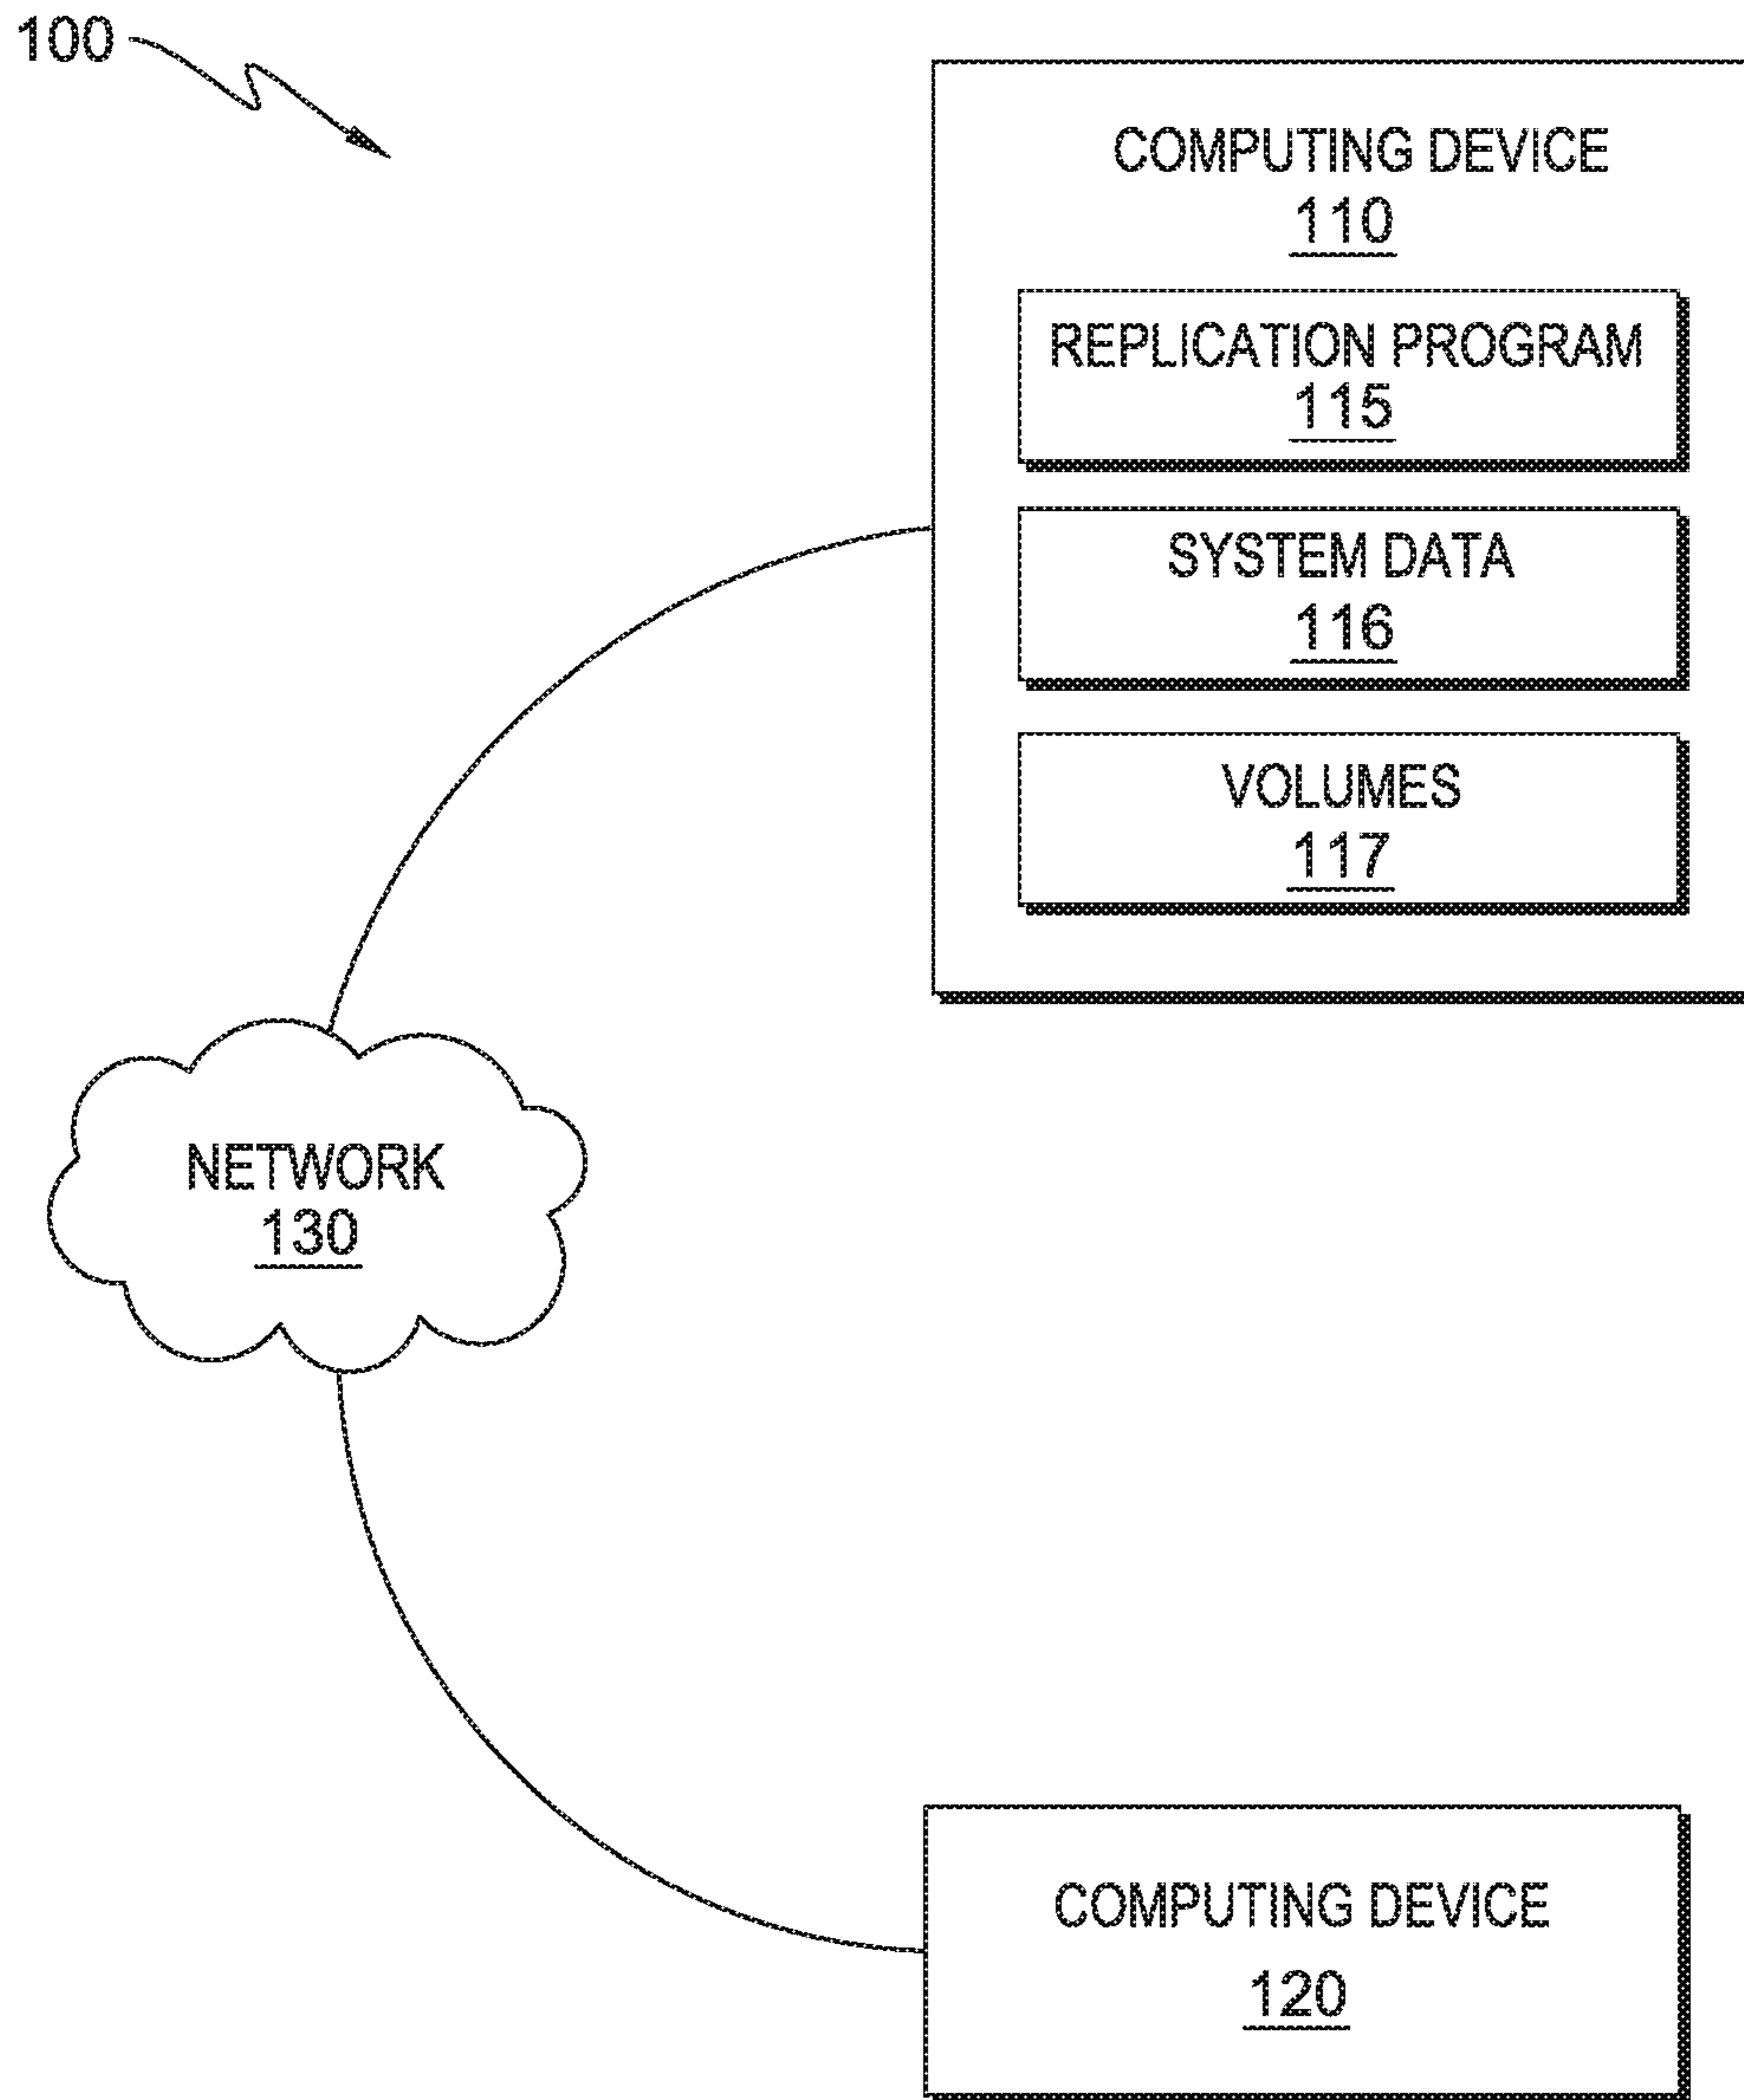 100
COMPUTING DEVICE
110
REPLICATION PROGRAM
115
SYSTEM DATA
116
VOLUMES
117
NETWORK
130
COMPUTING DEVICE
120